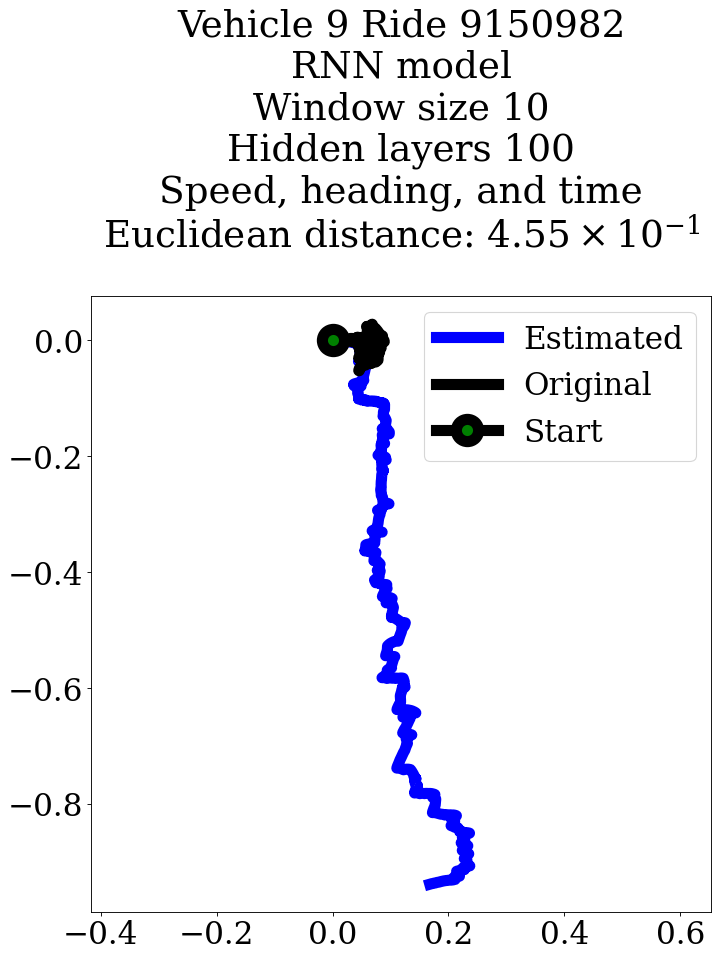 Vehicle 9 Ride 9150982
RNN model
Window size 10
Hidden layers 100
Speed, heading, and time
Euclidean distance: 4.55 × 10⁻¹
Estimated
Original
Start
0.0
−0.2
−0.4
−0.6
−0.8
−0.4 −0.2 0.0 0.2 0.4 0.6